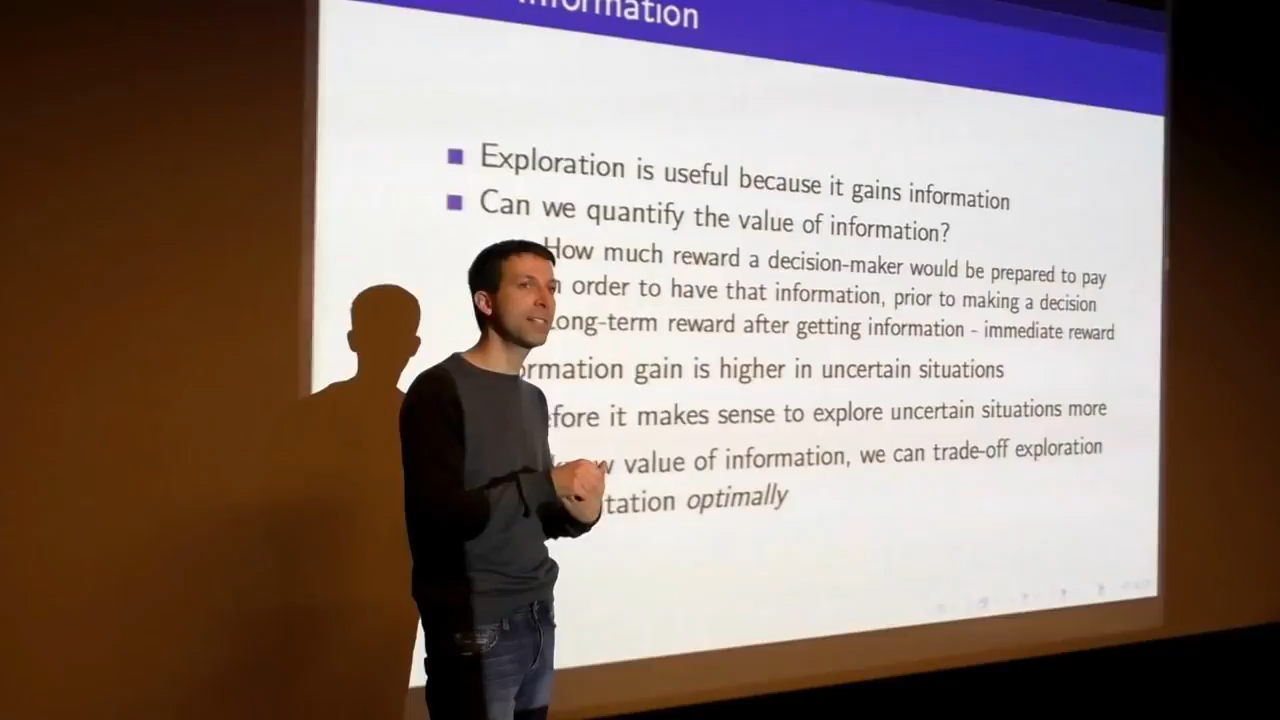 information
Exploration is useful because it gains information
Can we quantify the value of information?
How much reward a decision-maker would be prepared to pay
order to have that information, prior to making a decision
Long-term reward after getting information - immediate reward
ormation gain is higher in uncertain situations
efore it makes sense to explore uncertain situations more
w value of information, we can trade-off exploration
tation optimally